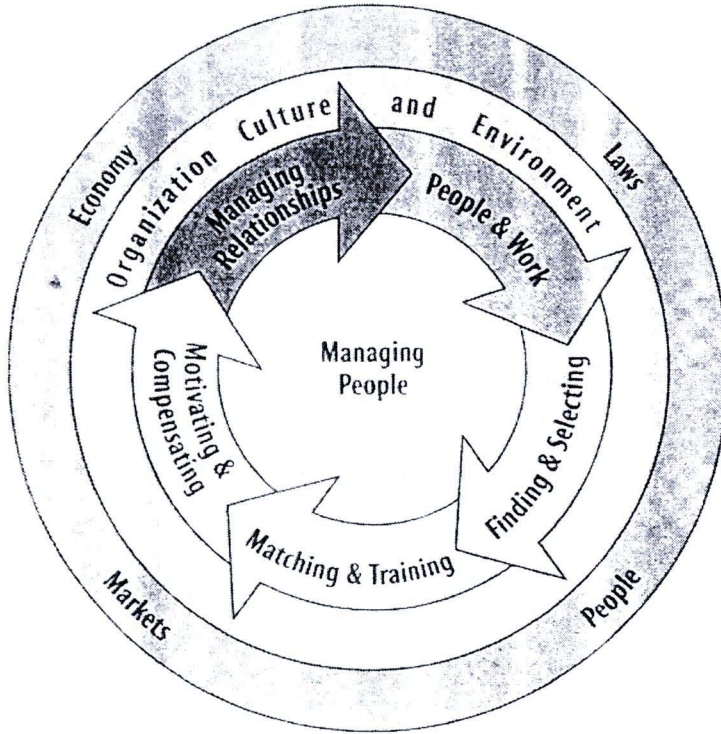 Economy
Laws
Organization Culture and Environment
Managing
Relationships
People & Work
Managing
People
Motivating &
Compensating
Finding & Selecting
Matching & Training
Markets
People